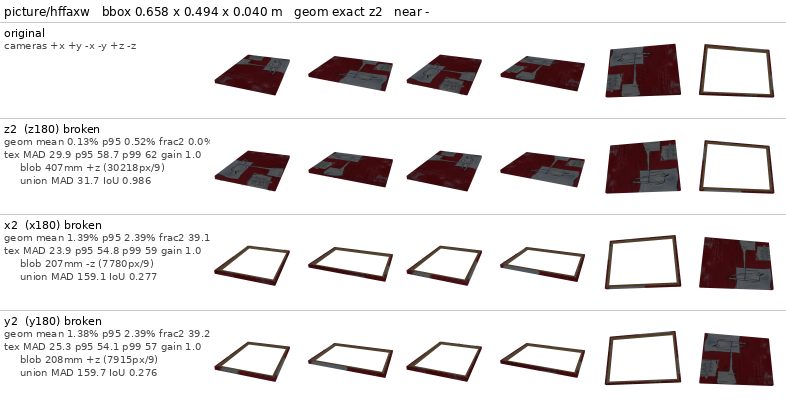 picture/hffaxw   bbox 0.658 x 0.494 x 0.040 m   geom exact z2   near -
original
cameras +x +y -x -y +z -z
z2  (z180) broken
geom mean 0.13% p95 0.52% frac2 0.0%
tex MAD 29.9 p95 58.7 p99 62 gain 1.0
blob 407mm +z (30218px/9)
union MAD 31.7 IoU 0.986
x2  (x180) broken
geom mean 1.39% p95 2.39% frac2 39.1
tex MAD 23.9 p95 54.8 p99 59 gain 1.0
blob 207mm -z (7780px/9)
union MAD 159.1 IoU 0.277
y2  (y180) broken
geom mean 1.38% p95 2.39% frac2 39.2
tex MAD 25.3 p95 54.1 p99 57 gain 1.0
blob 208mm +z (7915px/9)
union MAD 159.7 IoU 0.276